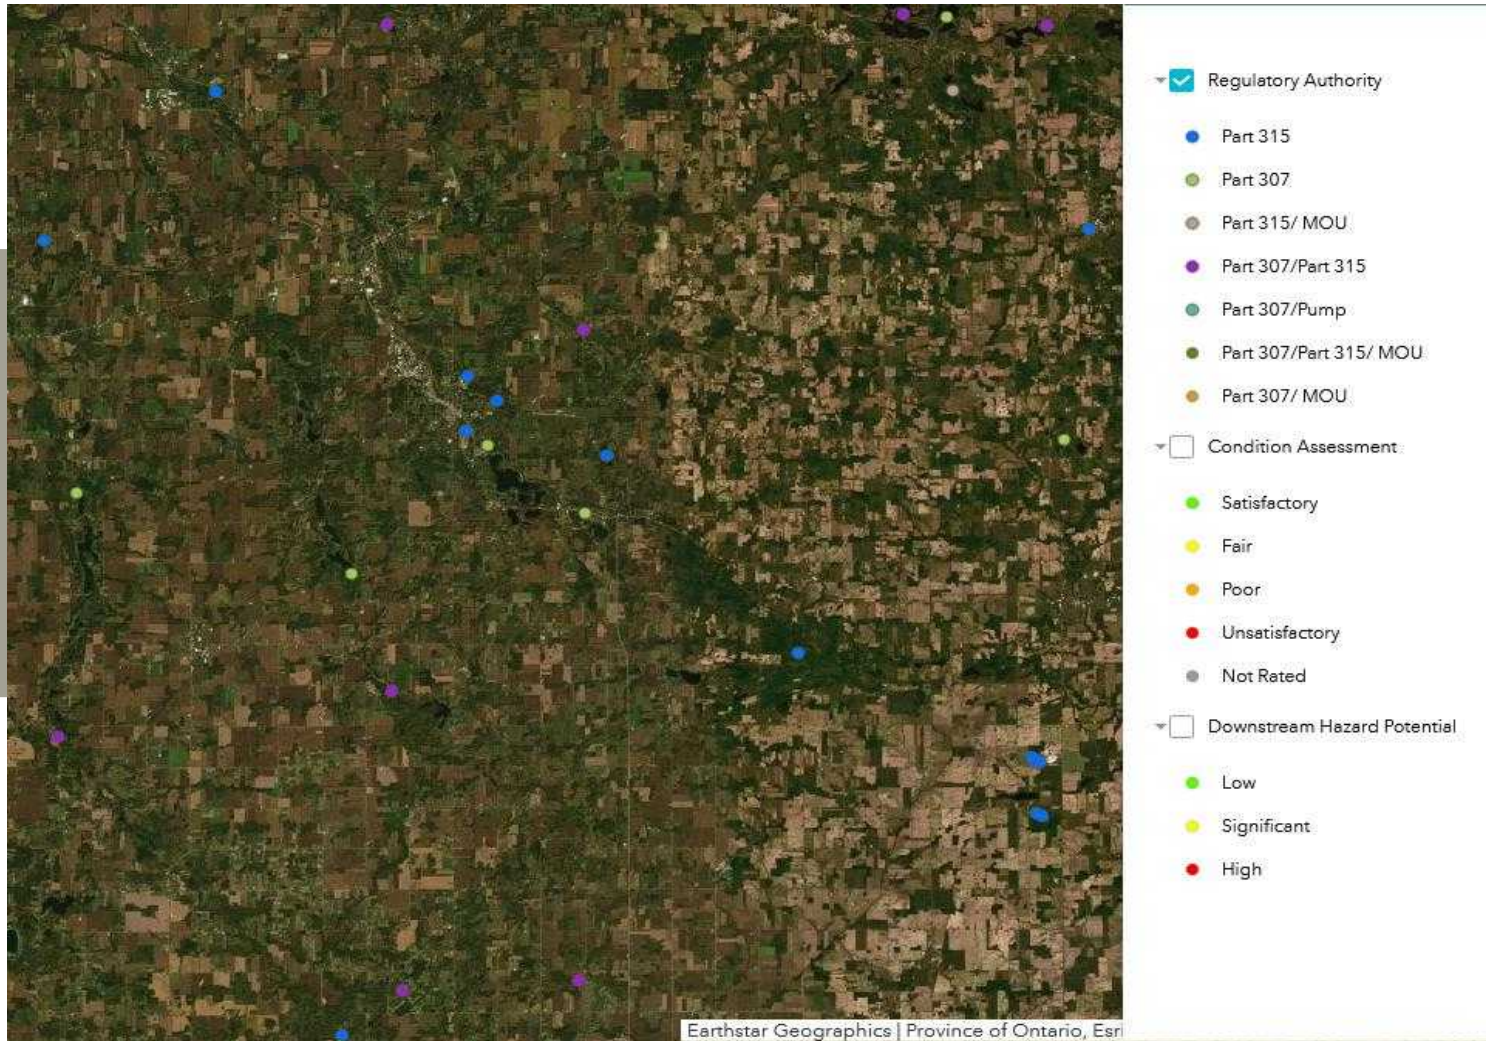 Regulatory Authority
Part 315
Part 307
Part 315/ MOU
Part 307/Part 315
Part 307/Pump
Part 307/Part 315/ MOU
Part 307/ MOU
Condition Assessment
Satisfactory
Fair
Poor
Unsatisfactory
Not Rated
Downstream Hazard Potential
Low
Significant
High
Earthstar Geographics | Province of Ontario, Esri